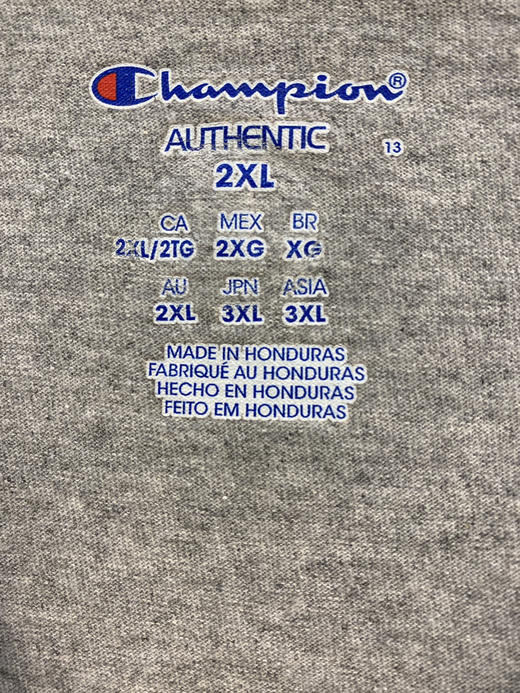 Champion®
AUTHENTIC 13
2XL
CA MEX BR
2XL/2TG 2XG XG
AU JPN ASIA
2XL 3XL 3XL
MADE IN HONDURAS
FABRIQUÉ AU HONDURAS
HECHO EN HONDURAS
FEITO EM HONDURAS